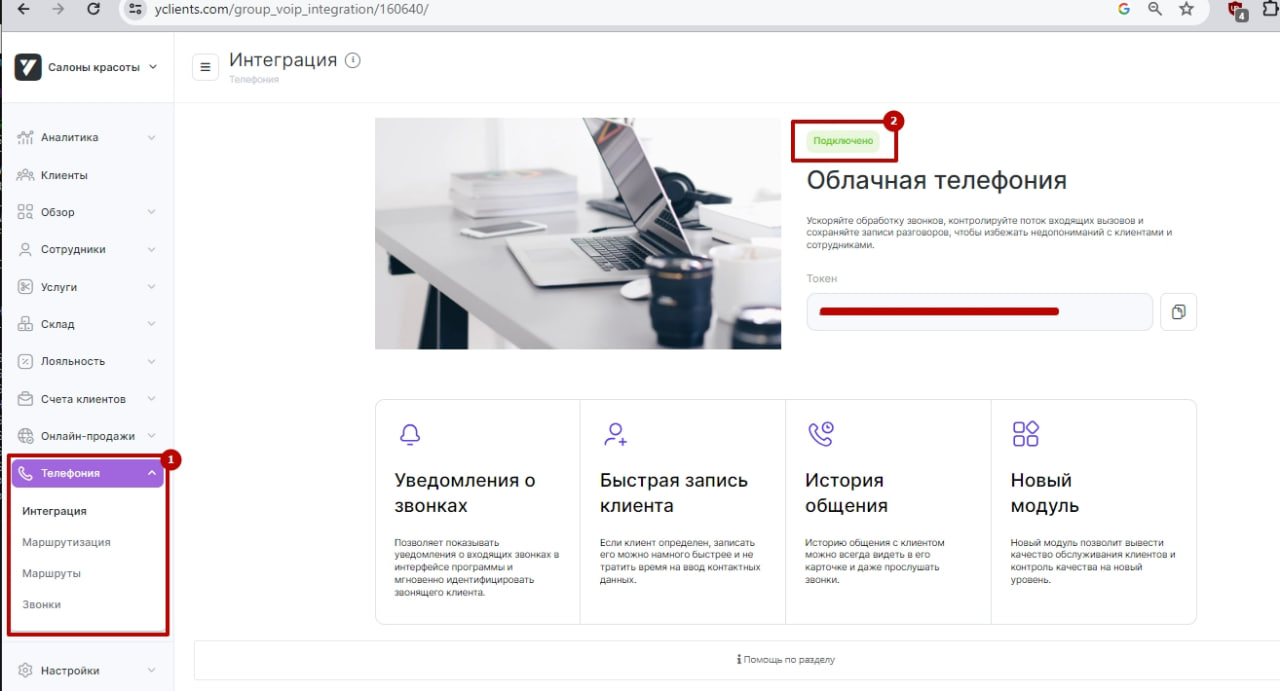 yclients.com/group_voip_integration/160640/
4
Салоны красоты
Интеграция
Телефония
Аналитика
Клиенты
Обзор
Сотрудники
Услуги
Склад
Лояльность
Счета клиентов
Онлайн-продажи
1
Телефония
Интеграция
Маршрутизация
Маршруты
Звонки
Настройки
2
Подключено
Облачная телефония
Ускоряйте обработку звонков, контролируйте поток входящих вызовов и
сохраняйте записи разговоров, чтобы избежать недопониманий с клиентами и
сотрудниками.
Токен
Уведомления о
звонках
Позволяет показывать
уведомления о входящих звонках в
интерфейсе программы и
мгновенно идентифицировать
звонящего клиента.
Быстрая запись
клиента
Если клиент определен, записать
его можно намного быстрее и не
тратить время на ввод контактных
данных.
История
общения
Историю общения с клиентом
можно всегда видеть в его
карточке и даже прослушать
звонки.
Новый
модуль
Новый модуль позволит вывести
качество обслуживания клиентов и
контроль качества на новый
уровень.
Помощь по разделу